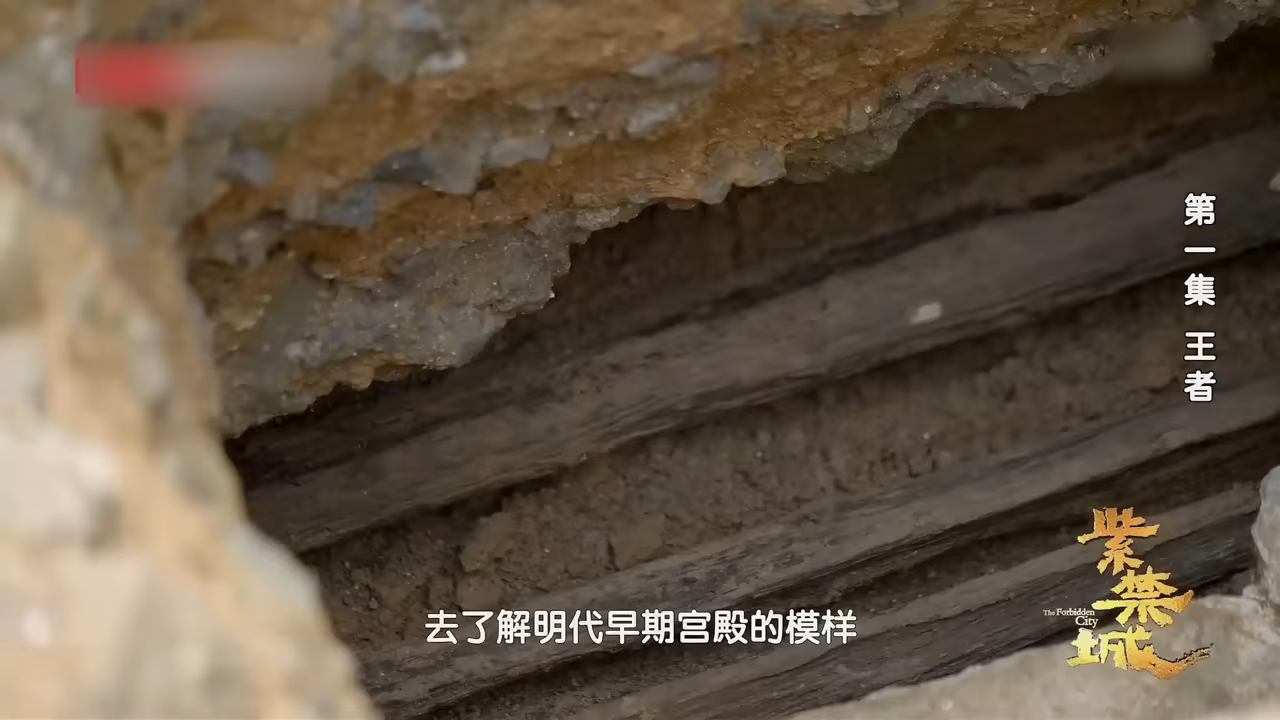 第一集 王者
去了解明代早期宫殿的模样
紫禁城
The Forbidden
City